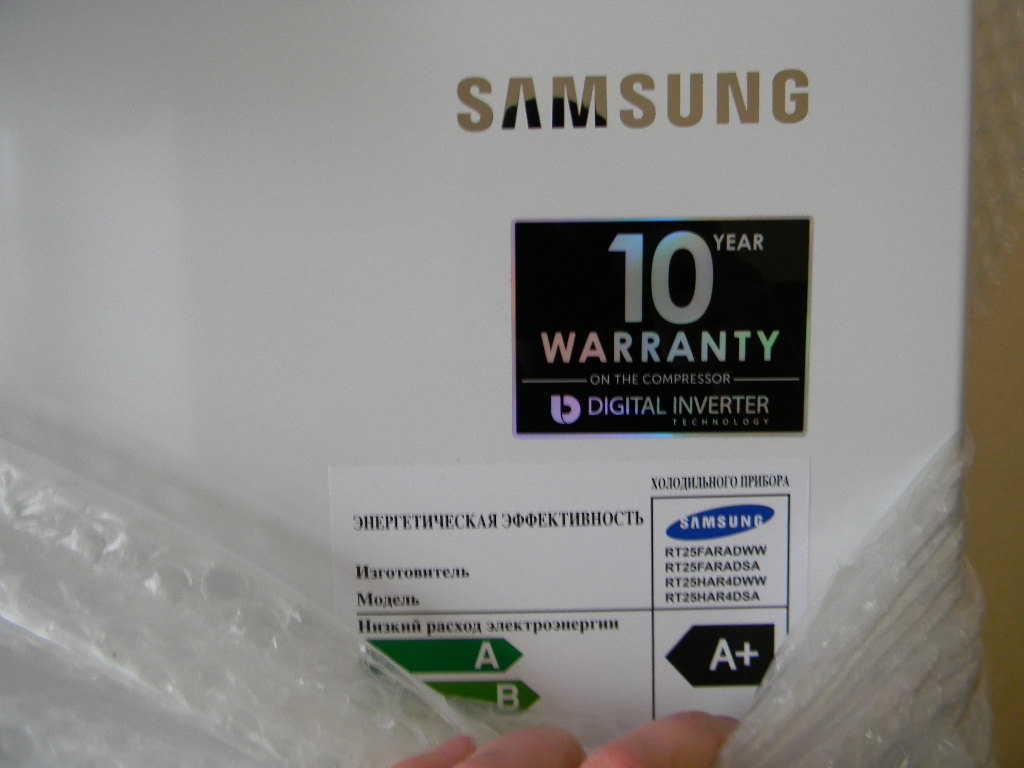 SAMSUNG
10 YEAR
WARRANTY
ON THE COMPRESSOR
DIGITAL INVERTER
TECHNOLOGY
ХОЛОДИЛЬНОГО ПРИБОРА
ЭНЕРГЕТИЧЕСКАЯ ЭФФЕКТИВНОСТЬ
SAMSUNG
RT25FARADWW
RT25FARADSA
RT25HAR4DWW
RT25HAR4DSA
Изготовитель
Модель
Низкий расход электроэнергии
A
A+
B